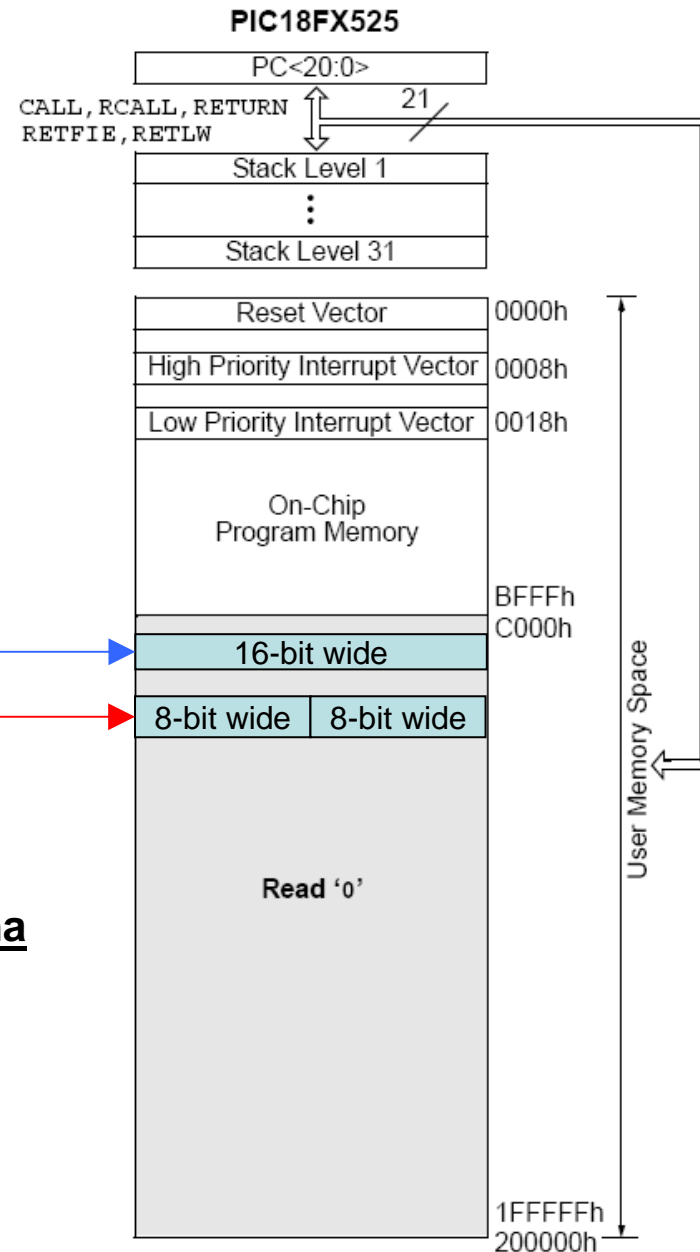 PIC18FX525
PC<20:0>
CALL, RCALL, RETURN
RETFIE, RETLW
21
Stack Level 1
Stack Level 31
Reset Vector
0000h
High Priority Interrupt Vector
0008h
Low Priority Interrupt Vector
0018h
On-Chip
Program Memory
BFFFh
C000h
16-bit wide
8-bit wide
8-bit wide
User Memory Space
Read ‘0’
na
1FFFFFh
200000h